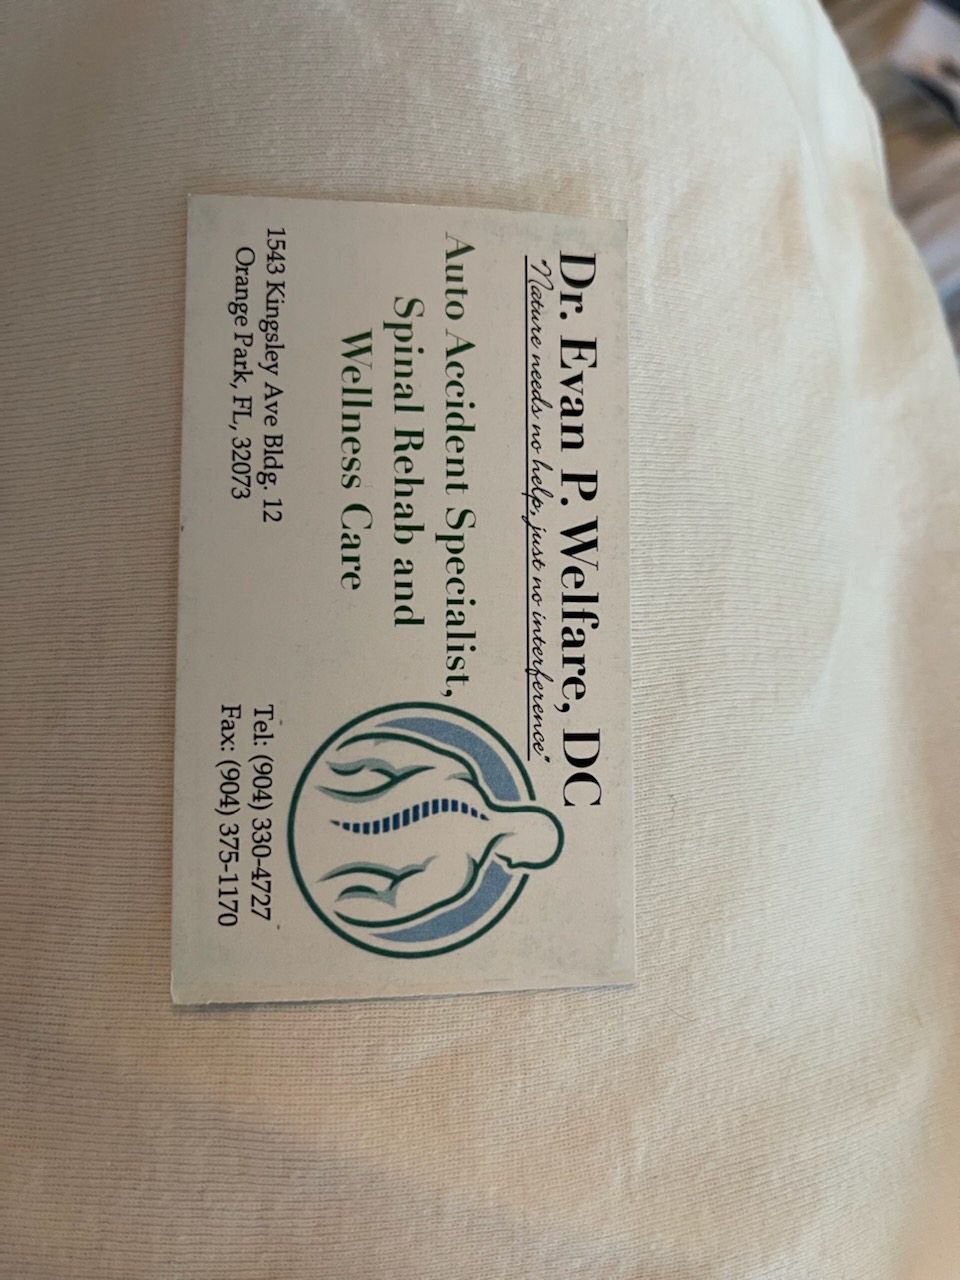 Dr. Evan P. Welfare, DC
"Nature needs no help, just no interference"
Auto Accident Specialist,
Spinal Rehab and
Wellness Care
1543 Kingsley Ave Bldg. 12
Orange Park, FL, 32073
Tel: (904) 330-4727
Fax: (904) 375-1170